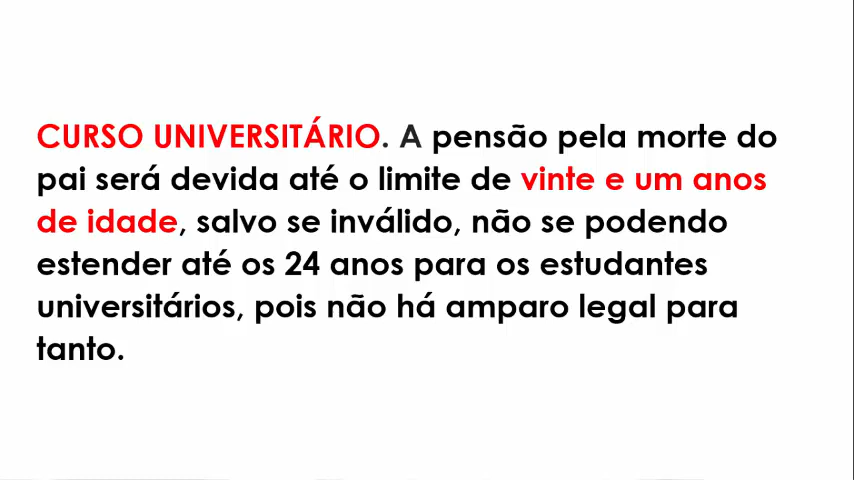 CURSO UNIVERSITÁRIO. A pensão pela morte do
pai será devida até o limite de vinte e um anos
de idade, salvo se inválido, não se podendo
estender até os 24 anos para os estudantes
universitários, pois não há amparo legal para
tanto.